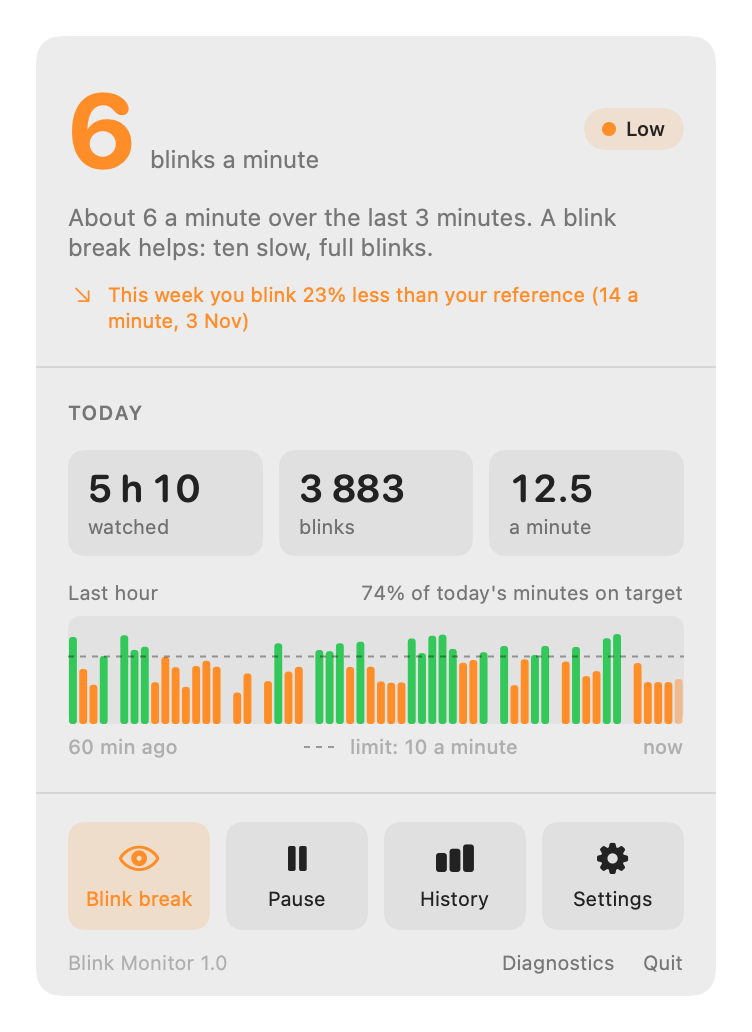 6 blinks a minute
Low
About 6 a minute over the last 3 minutes. A blink
break helps: ten slow, full blinks.
This week you blink 23% less than your reference (14 a
minute, 3 Nov)
TODAY
5 h 10
watched
3 883
blinks
12.5
a minute
Last hour
74% of today's minutes on target
60 min ago
limit: 10 a minute
now
Blink break
Pause
History
Settings
Blink Monitor 1.0
Diagnostics
Quit